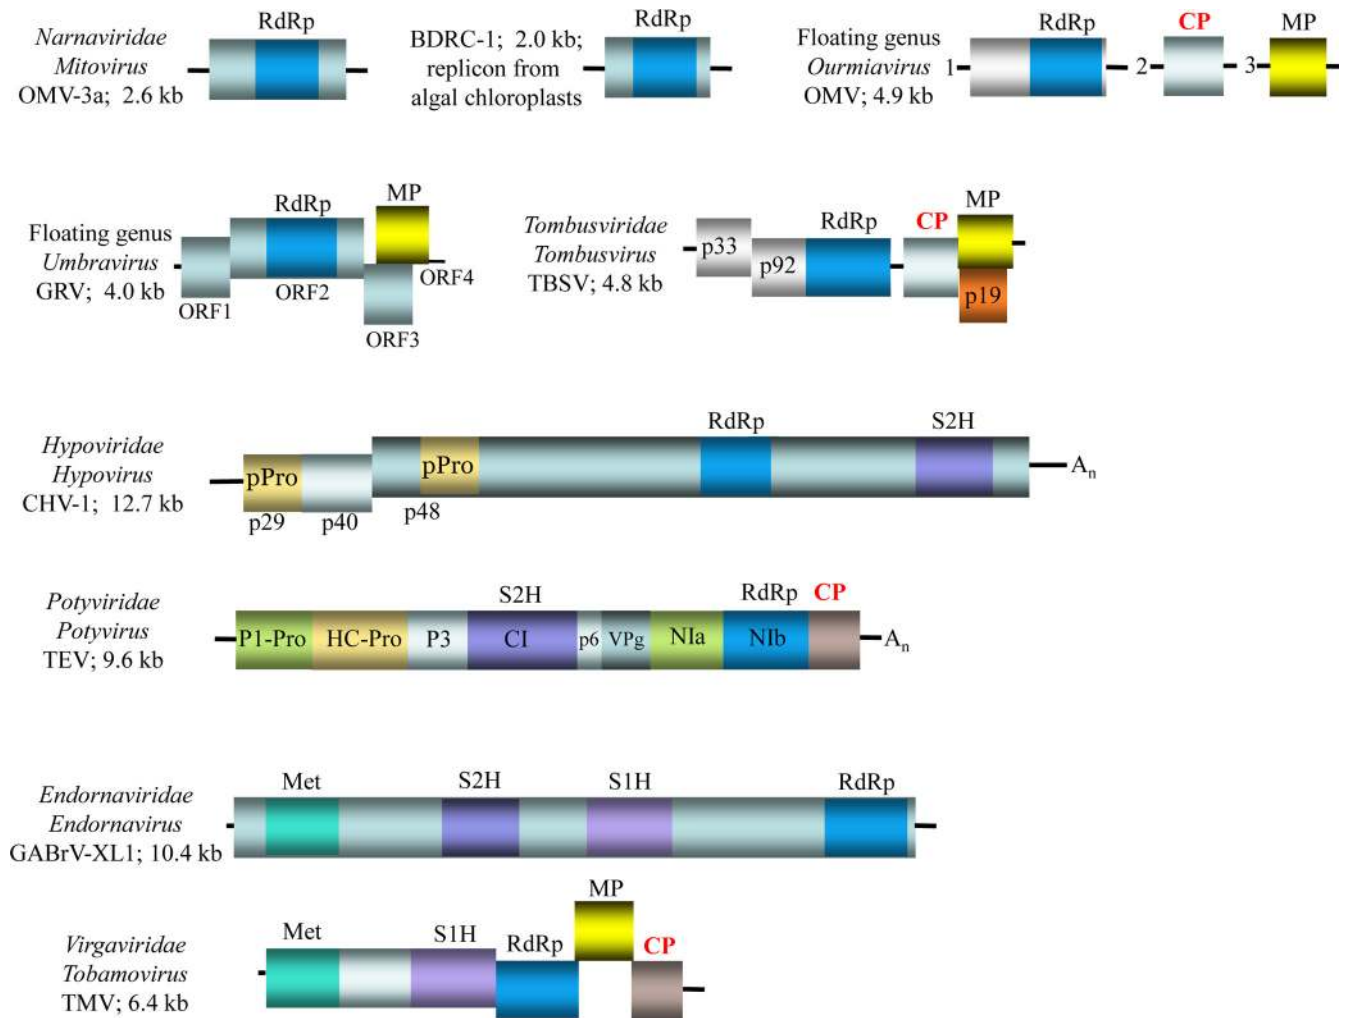 RdRp
Narnaviridae
Mitovirus
OMV-3a; 2.6 kb
RdRp
BDRC-1; 2.0 kb;
replicon from
algal chloroplasts
RdRp
CP
MP
Floating genus
Ourmiavirus
OMV; 4.9 kb
1
2
3
RdRp
MP
Floating genus
Umbravirus
GRV; 4.0 kb
ORF1
ORF2
ORF3
ORF4
RdRp
CP
MP
Tombusviridae
Tombusvirus
TBSV; 4.8 kb
p33
p92
p19
RdRp
S2H
Hypoviridae
Hypovirus
CHV-1; 12.7 kb
pPro
pPro
An
p29
p40
p48
S2H
RdRp
CP
Potyviridae
Potyvirus
TEV; 9.6 kb
P1-Pro
HC-Pro
P3
CI
p6
VPg
NIa
NIb
An
Met
S2H
S1H
RdRp
Endornaviridae
Endornavirus
GABrV-XL1; 10.4 kb
MP
Met
S1H
RdRp
CP
Virgaviridae
Tobamovirus
TMV; 6.4 kb